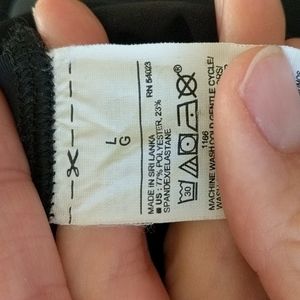 L
G
MADE IN SRI LANKA
RN 54023
US: 77% POLYESTER, 23%
SPANDEX/ELASTANE
30
1166
MACHINE WASH COLD GENTLE CYCLE/